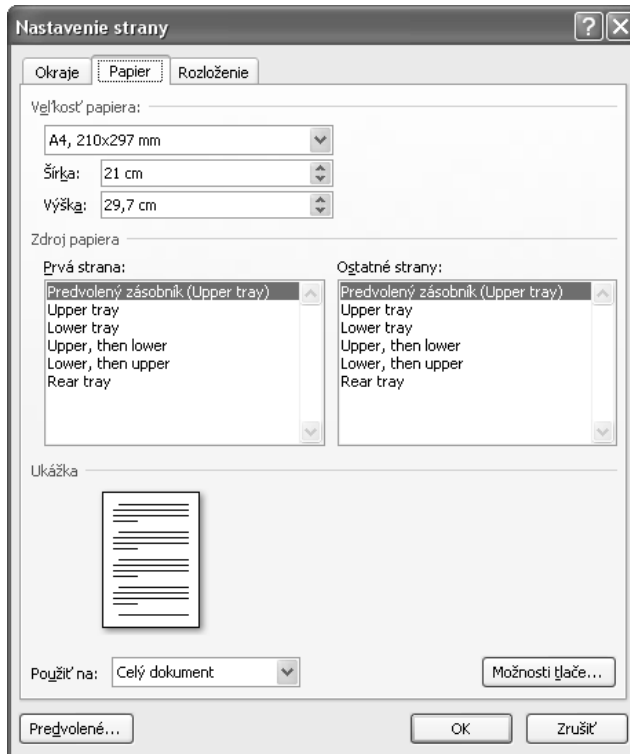 Nastavenie strany
Okraje Papier Rozloženie
Veľkosť papiera:
A4, 210x297 mm
Šírka: 21 cm
Výška: 29,7 cm
Zdroj papiera
Prvá strana: Ostatné strany:
Predvolený zásobník (Upper tray) Predvolený zásobník (Upper tray)
Upper tray Upper tray
Lower tray Lower tray
Upper, then lower Upper, then lower
Lower, then upper Lower, then upper
Rear tray Rear tray
Ukážka
Použiť na: Celý dokument Možnosti tlače...
Predvolené... OK Zrušiť